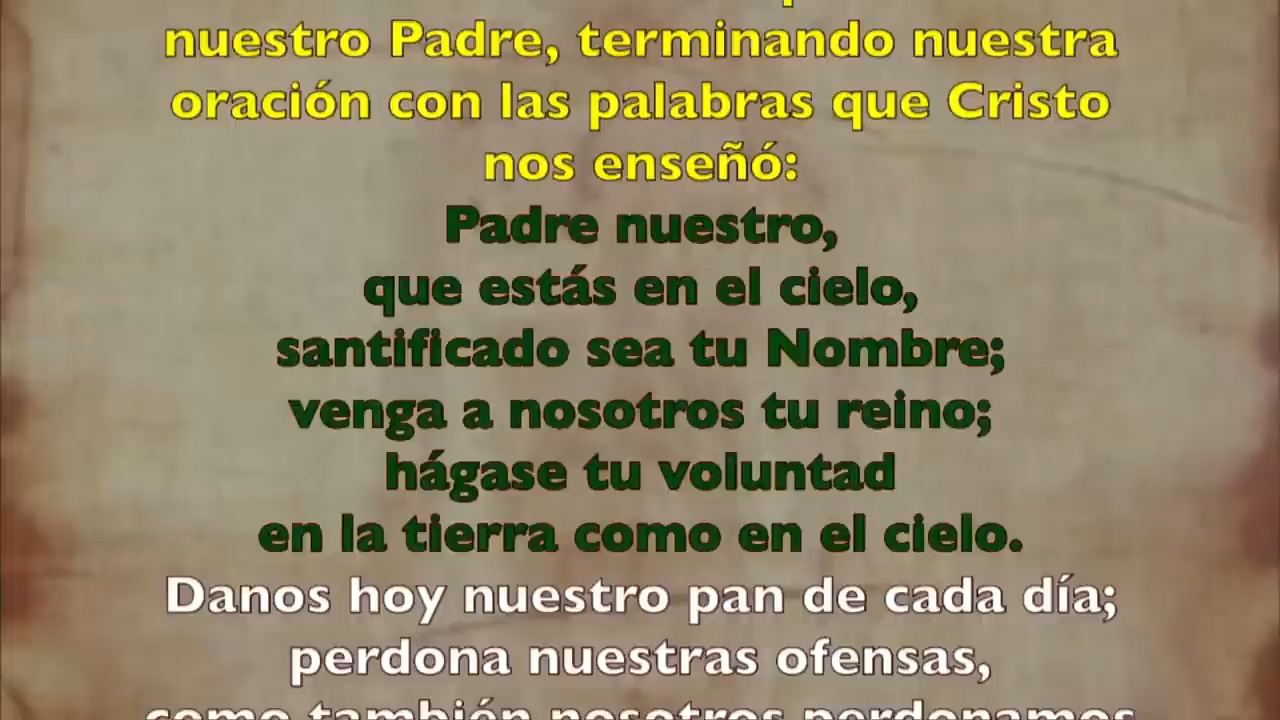 nuestro Padre, terminando nuestra
oración con las palabras que Cristo
nos enseñó:
Padre nuestro,
que estás en el cielo,
santificado sea tu Nombre;
venga a nosotros tu reino;
hágase tu voluntad
en la tierra como en el cielo.
Danos hoy nuestro pan de cada día;
perdona nuestras ofensas,
como también nosotros perdonamos